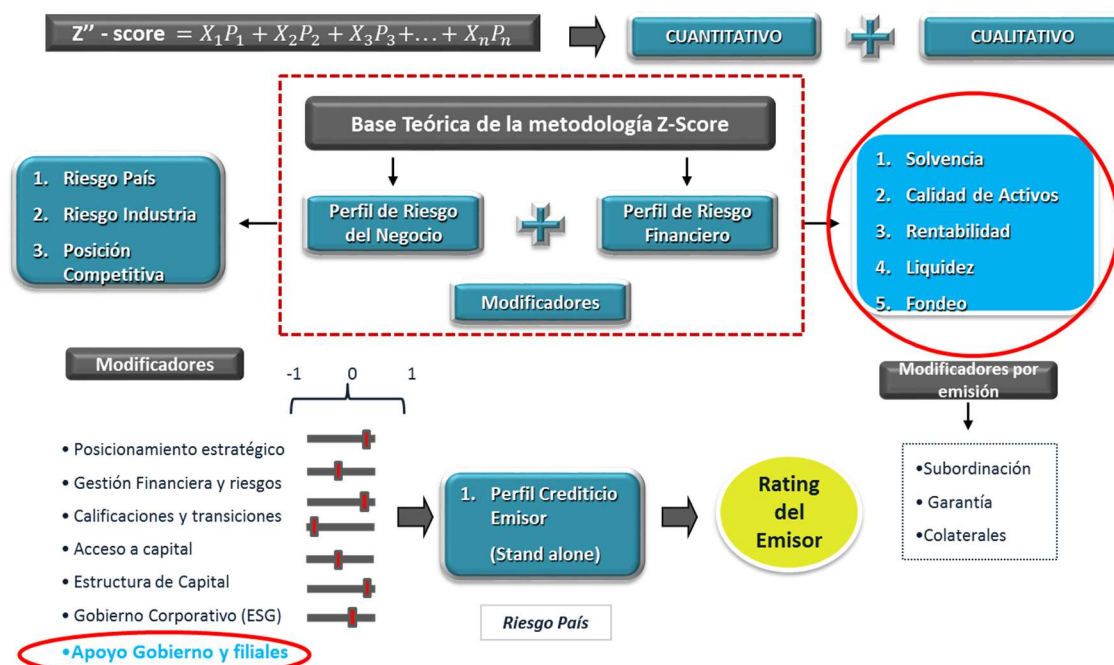 Z'' - score = X₁P₁ + X₂P₂ + X₃P₃+...+ XₙPₙ
CUANTITATIVO
CUALITATIVO
Base Teórica de la metodología Z-Score
1. Riesgo País
2. Riesgo Industria
3. Posición
Competitiva
Perfil de Riesgo
del Negocio
Perfil de Riesgo
Financiero
Modificadores
1. Solvencia
2. Calidad de Activos
3. Rentabilidad
4. Liquidez
5. Fondeo
Modificadores
-1 0 1
•Posicionamiento estratégico
•Gestión Financiera y riesgos
•Calificaciones y transiciones
•Acceso a capital
•Estructura de Capital
•Gobierno Corporativo (ESG)
•Apoyo Gobierno y filiales
1. Perfil Crediticio
Emisor
(Stand alone)
Riesgo País
Rating
del
Emisor
Modificadores por
emisión
•Subordinación
•Garantía
•Colaterales